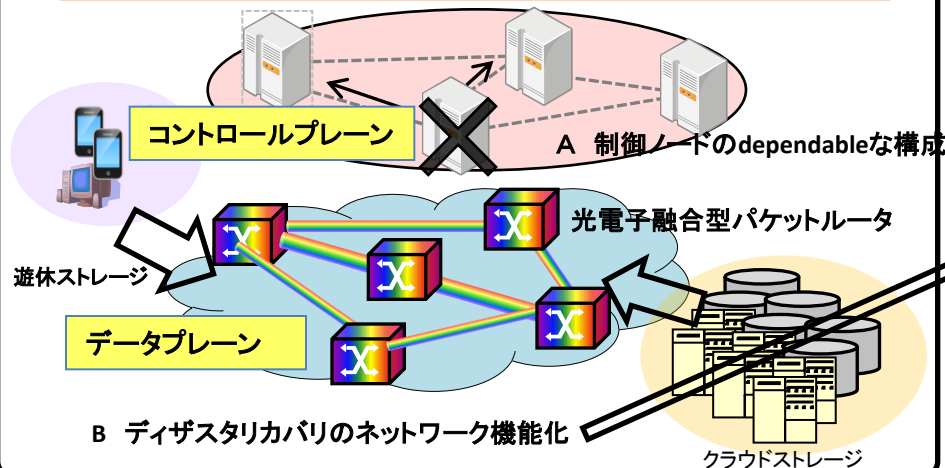 コントロールプレーン
A 制御ノードのdependableな構成
光電子融合型パケットルータ
遊休ストレージ
データプレーン
B ディザスタリカバリのネットワーク機能化
クラウドストレージ